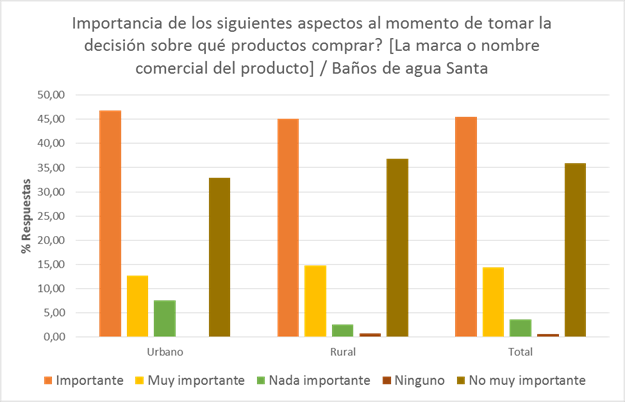 Importancia de los siguientes aspectos al momento de tomar la
decisión sobre qué productos comprar? [La marca o nombre
comercial del producto] / Baños de agua Santa
50,00
45,00
40,00
35,00
30,00
25,00
20,00
15,00
10,00
5,00
0,00
% Respuestas
Urbano Rural Total
Importante Muy importante Nada importante Ninguno No muy importante